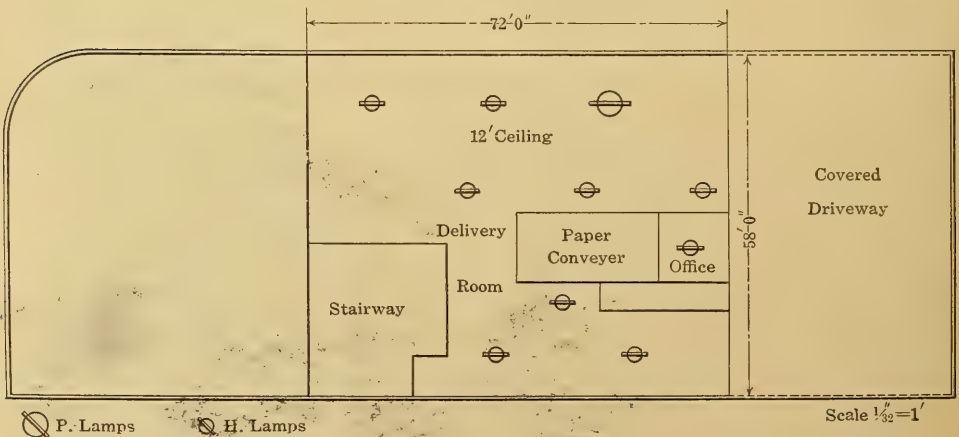 72′0″
12′Ceiling
Covered
Driveway
58′-0″
Delivery
Paper
Conveyer
Office
Room
Stairway
P. Lamps
H. Lamps
Scale 1/32″=1′